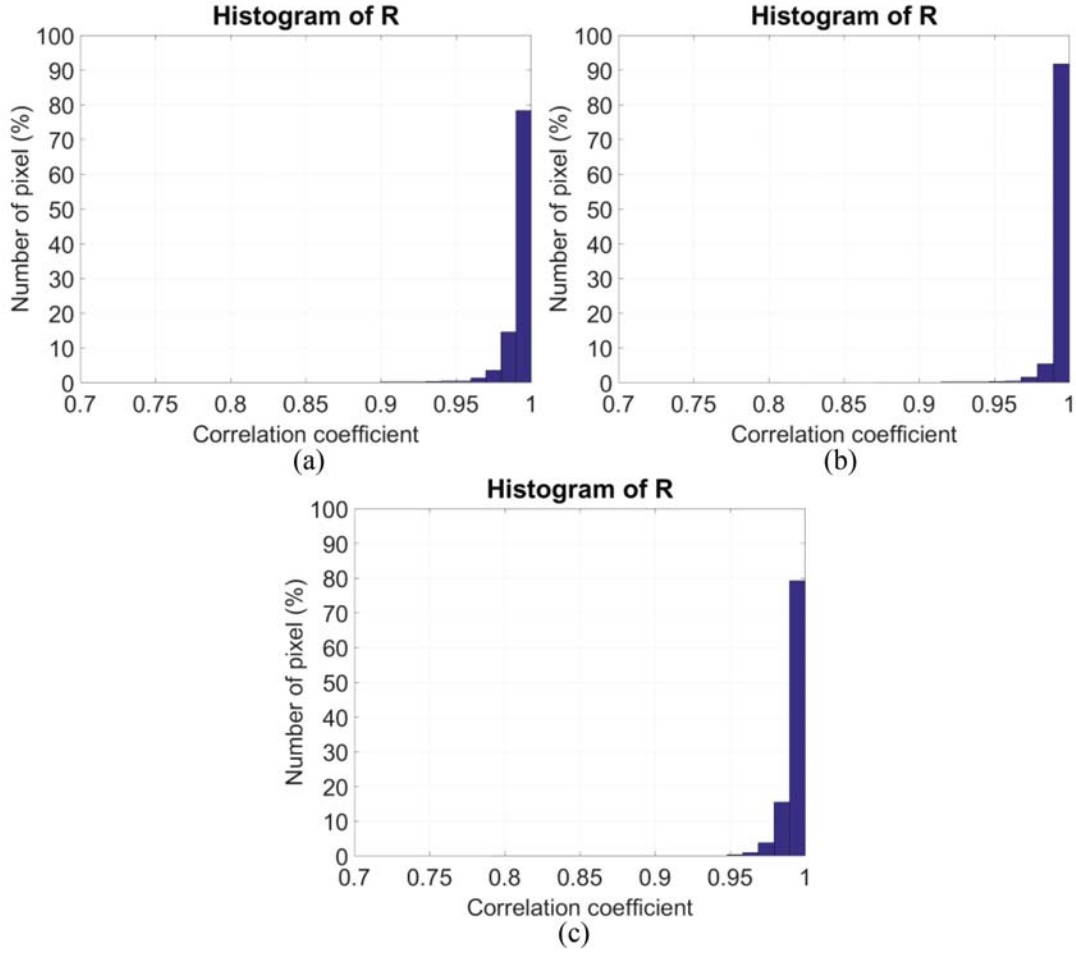 Histogram of R
100
90
80
70
60
50
40
30
20
10
0
Number of pixel (%)
0.7 0.75 0.8 0.85 0.9 0.95 1
Correlation coefficient
(a)
Histogram of R
100
90
80
70
60
50
40
30
20
10
0
Number of pixel (%)
0.7 0.75 0.8 0.85 0.9 0.95 1
Correlation coefficient
(b)
Histogram of R
100
90
80
70
60
50
40
30
20
10
0
Number of pixel (%)
0.7 0.75 0.8 0.85 0.9 0.95 1
Correlation coefficient
(c)